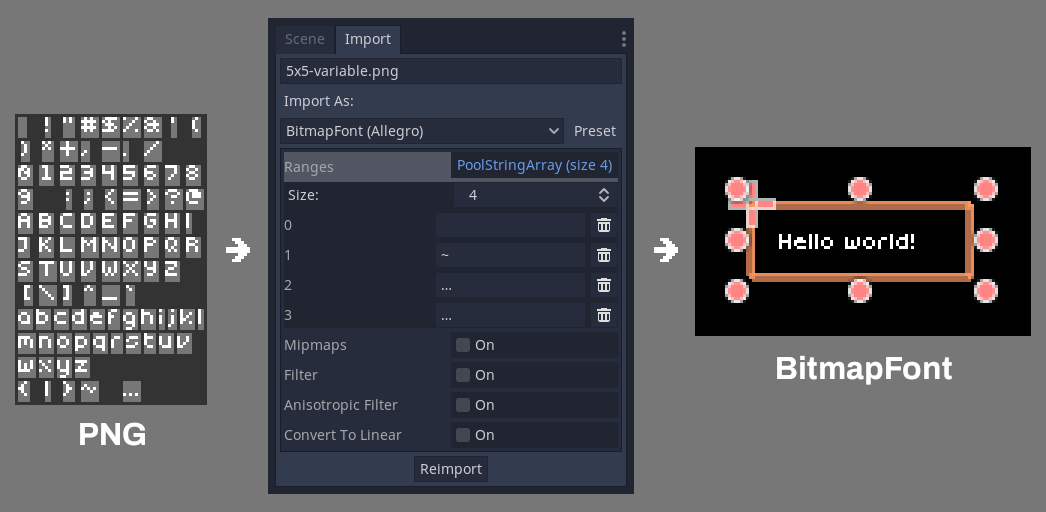 ! " # $ % & ' (
) * + , - . /
0 1 2 3 4 5 6 7 8
9 : ; < = > ? @
A B C D E F G H I
J K L M N O P Q R
S T U V W X Y Z
[ \ ] ^ _ `
a b c d e f g h i j k l
m n o p q r s t u v
w x y z
{ | } ~ …
PNG
Scene Import
5x5-variable.png
Import As:
BitmapFont (Allegro) Preset
Ranges PoolStringArray (size 4)
Size: 4
0
1 ~
2 …
3 …
Mipmaps On
Filter On
Anisotropic Filter On
Convert To Linear On
Reimport
Hello world!
BitmapFont